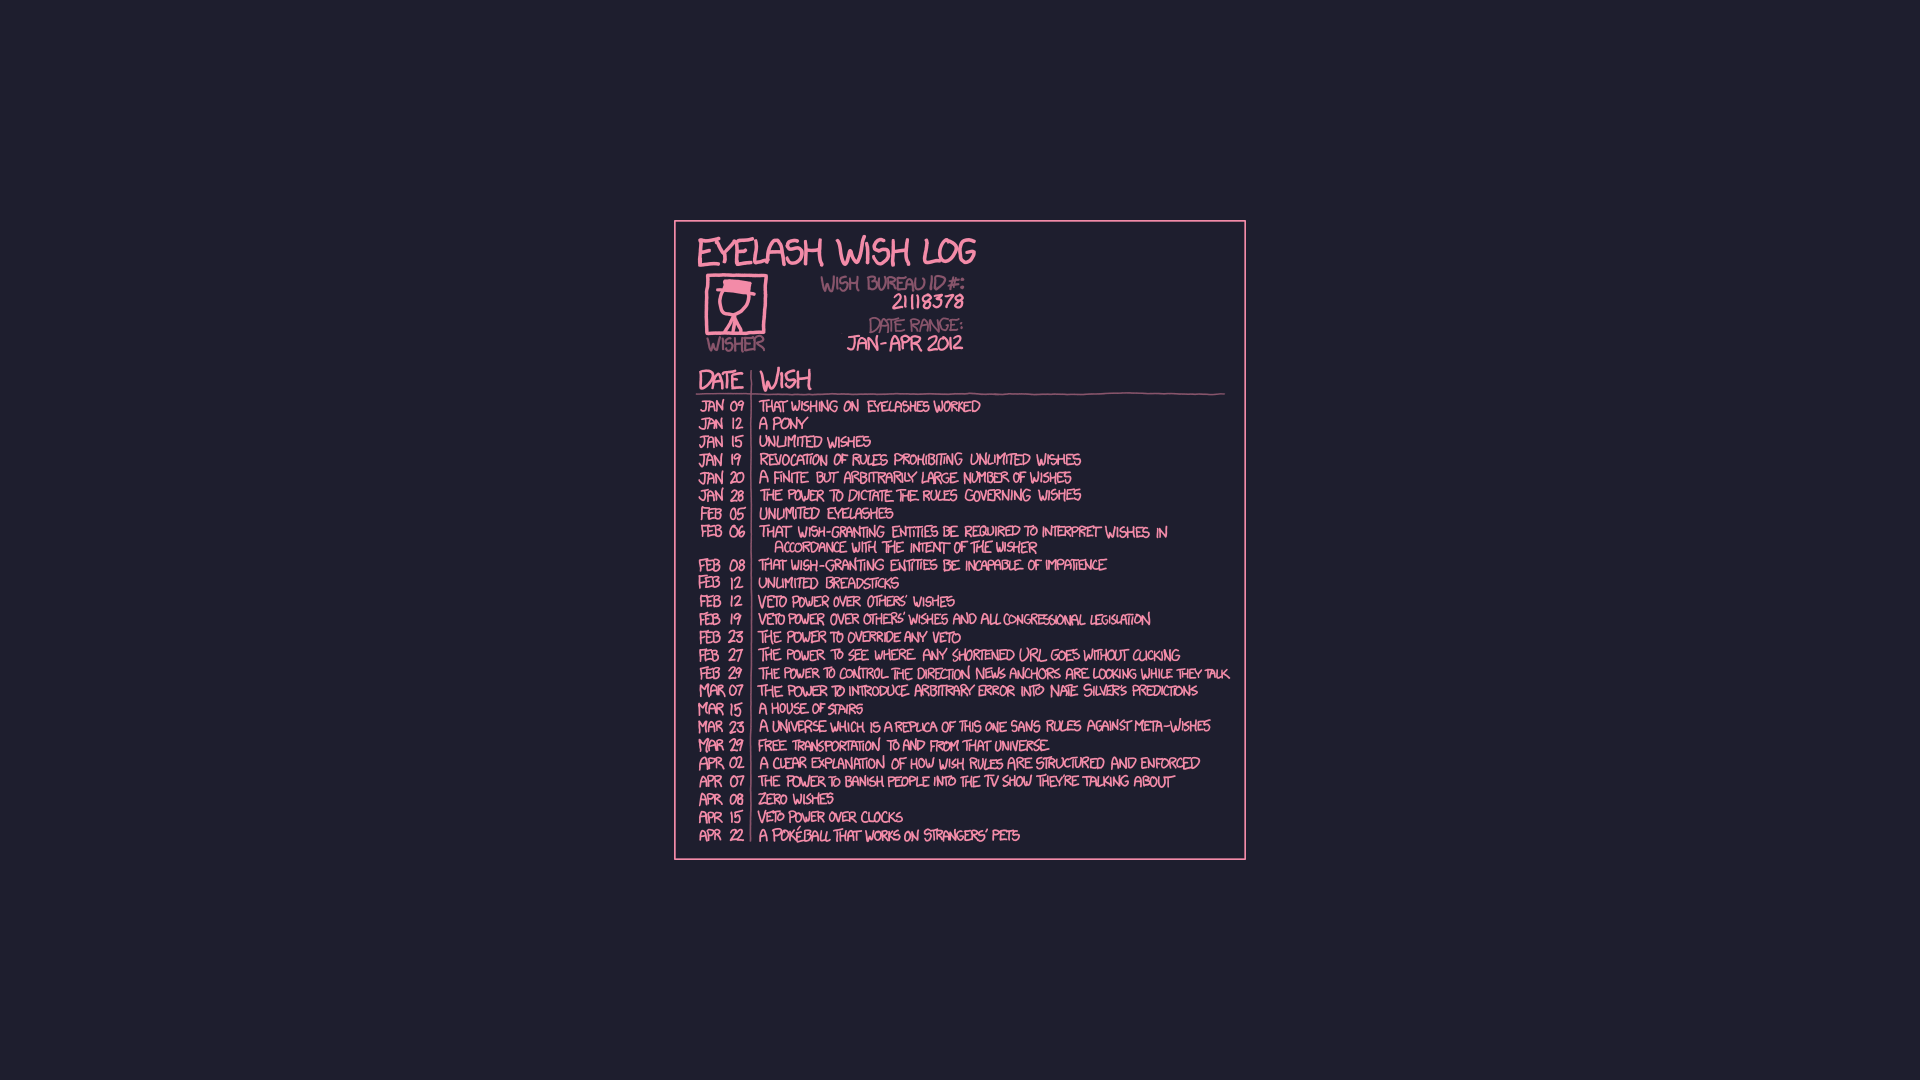 EYELASH WISH LOG
WISH BUREAU ID#:
21118378
DATE RANGE:
JAN-APR 2012
WISHER
DATE WISH
JAN 09 THAT WISHING ON EYELASHES WORKED
JAN 12 A PONY
JAN 15 UNLIMITED WISHES
JAN 19 REVOCATION OF RULES PROHIBITING UNLIMITED WISHES
JAN 20 A FINITE BUT ARBITRARILY LARGE NUMBER OF WISHES
JAN 28 THE POWER TO DICTATE THE RULES GOVERNING WISHES
FEB 05 UNLIMITED EYELASHES
FEB 06 THAT WISH-GRANTING ENTITIES BE REQUIRED TO INTERPRET WISHES IN
ACCORDANCE WITH THE INTENT OF THE WISHER
FEB 08 THAT WISH-GRANTING ENTITIES BE INCAPABLE OF IMPATIENCE
FEB 12 UNLIMITED BREADSTICKS
FEB 12 VETO POWER OVER OTHERS' WISHES
FEB 19 VETO POWER OVER OTHERS' WISHES AND ALL CONGRESSIONAL LEGISLATION
FEB 23 THE POWER TO OVERRIDE ANY VETO
FEB 27 THE POWER TO SEE WHERE ANY SHORTENED URL GOES WITHOUT CLICKING
FEB 29 THE POWER TO CONTROL THE DIRECTION NEWS ANCHORS ARE LOOKING WHILE THEY TALK
MAR 07 THE POWER TO INTRODUCE ARBITRARY ERROR INTO NATE SILVER'S PREDICTIONS
MAR 15 A HOUSE OF STAIRS
MAR 23 A UNIVERSE WHICH IS A REPLICA OF THIS ONE SANS RULES AGAINST META-WISHES
MAR 29 FREE TRANSPORTATION TO AND FROM THAT UNIVERSE
APR 02 A CLEAR EXPLANATION OF HOW WISH RULES ARE STRUCTURED AND ENFORCED
APR 07 THE POWER TO BANISH PEOPLE INTO THE TV SHOW THEY'RE TALKING ABOUT
APR 08 ZERO WISHES
APR 15 VETO POWER OVER CLOCKS
APR 22 A POKÉBALL THAT WORKS ON STRANGERS' PETS